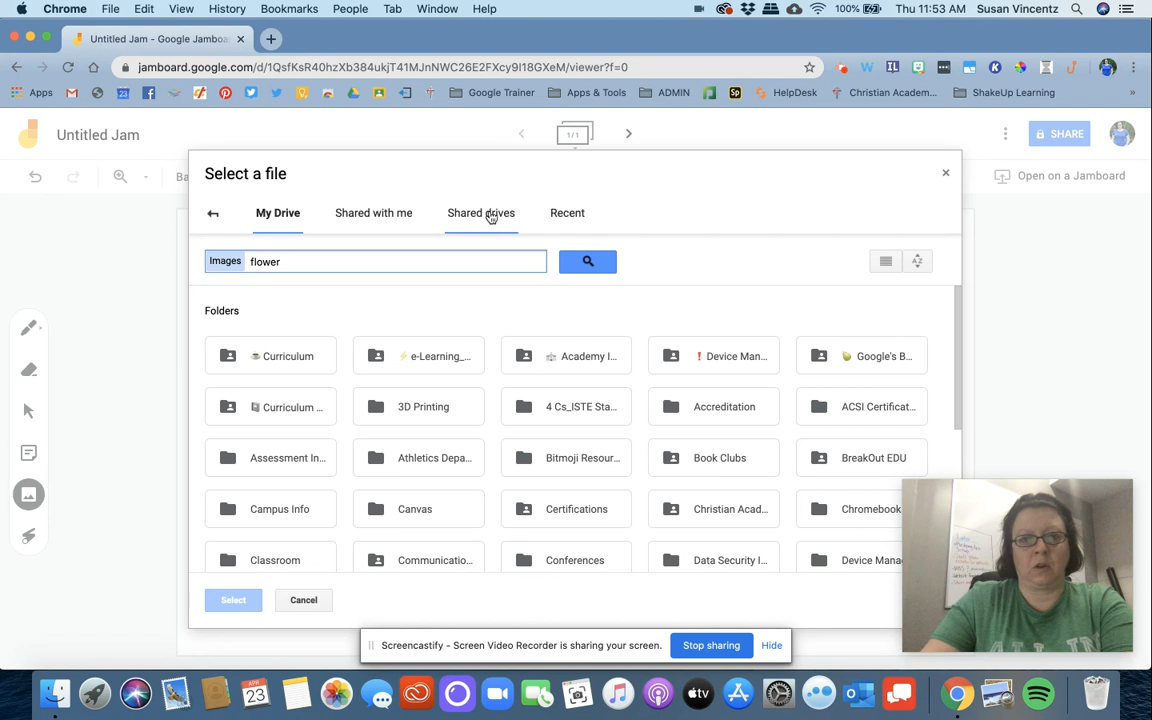 Chrome File Edit View History Bookmarks People Tab Window Help 100% Thu 11:53 AM Susan Vincentz
Untitled Jam - Google Jamboa
jamboard.google.com/d/1QsfKsR40hzXb384ukjT41MJnNWC26E2FXcy9I18GXeM/viewer?f=0
Apps Google Trainer Apps & Tools ADMIN Sp HelpDesk Christian Academ... ShakeUp Learning »
Untitled Jam 1/1 SHARE
Ba Open on a Jamboard
Select a file
My Drive Shared with me Shared drives Recent
Images flower
Folders
Curriculum e-Learning_... Academy I... Device Man... Google's B...
Curriculum ... 3D Printing 4 Cs_ISTE Sta... Accreditation ACSI Certificat...
Assessment In... Athletics Depa... Bitmoji Resour... Book Clubs BreakOut EDU
Campus Info Canvas Certifications Christian Acad... Chromebook
Classroom Communicatio... Conferences Data Security I... Device Mana
Select Cancel
Screencastify - Screen Video Recorder is sharing your screen. Stop sharing Hide
APR
23
tv